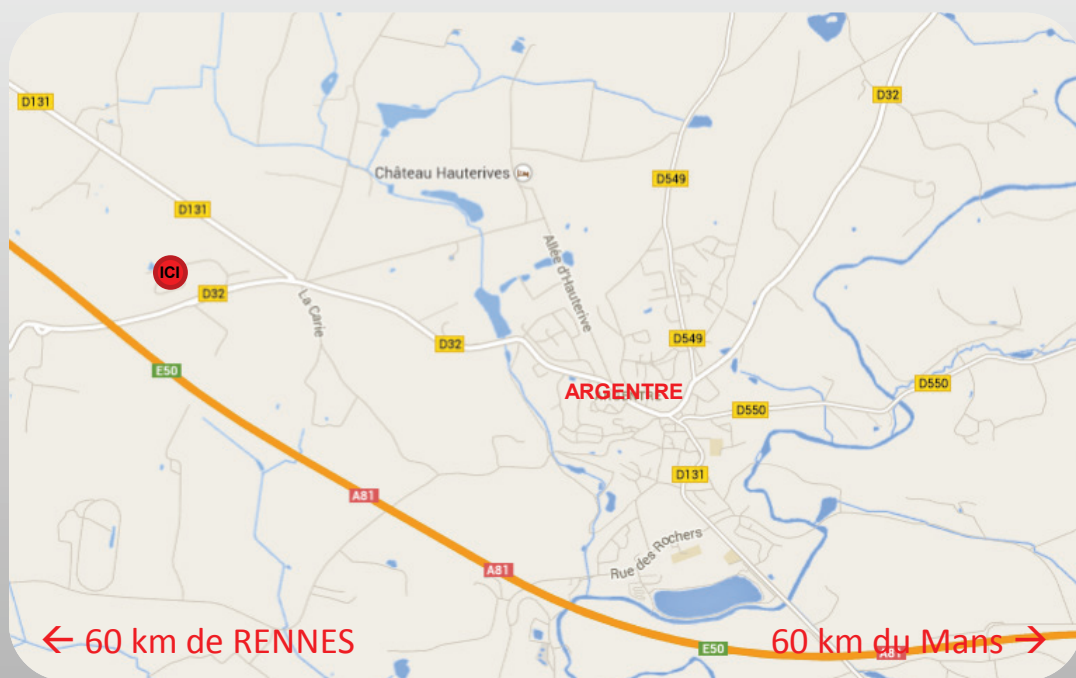 D131
D32
Château Hauterives
D549
D131
Allée d'Hauterive
ICI
D32
La Carie
D32
D549
E50
ARGENTRE
D550
D550
D131
A81
Rue des Rochers
A81
← 60 km de RENNES
E50
60 km du Mans →
A81